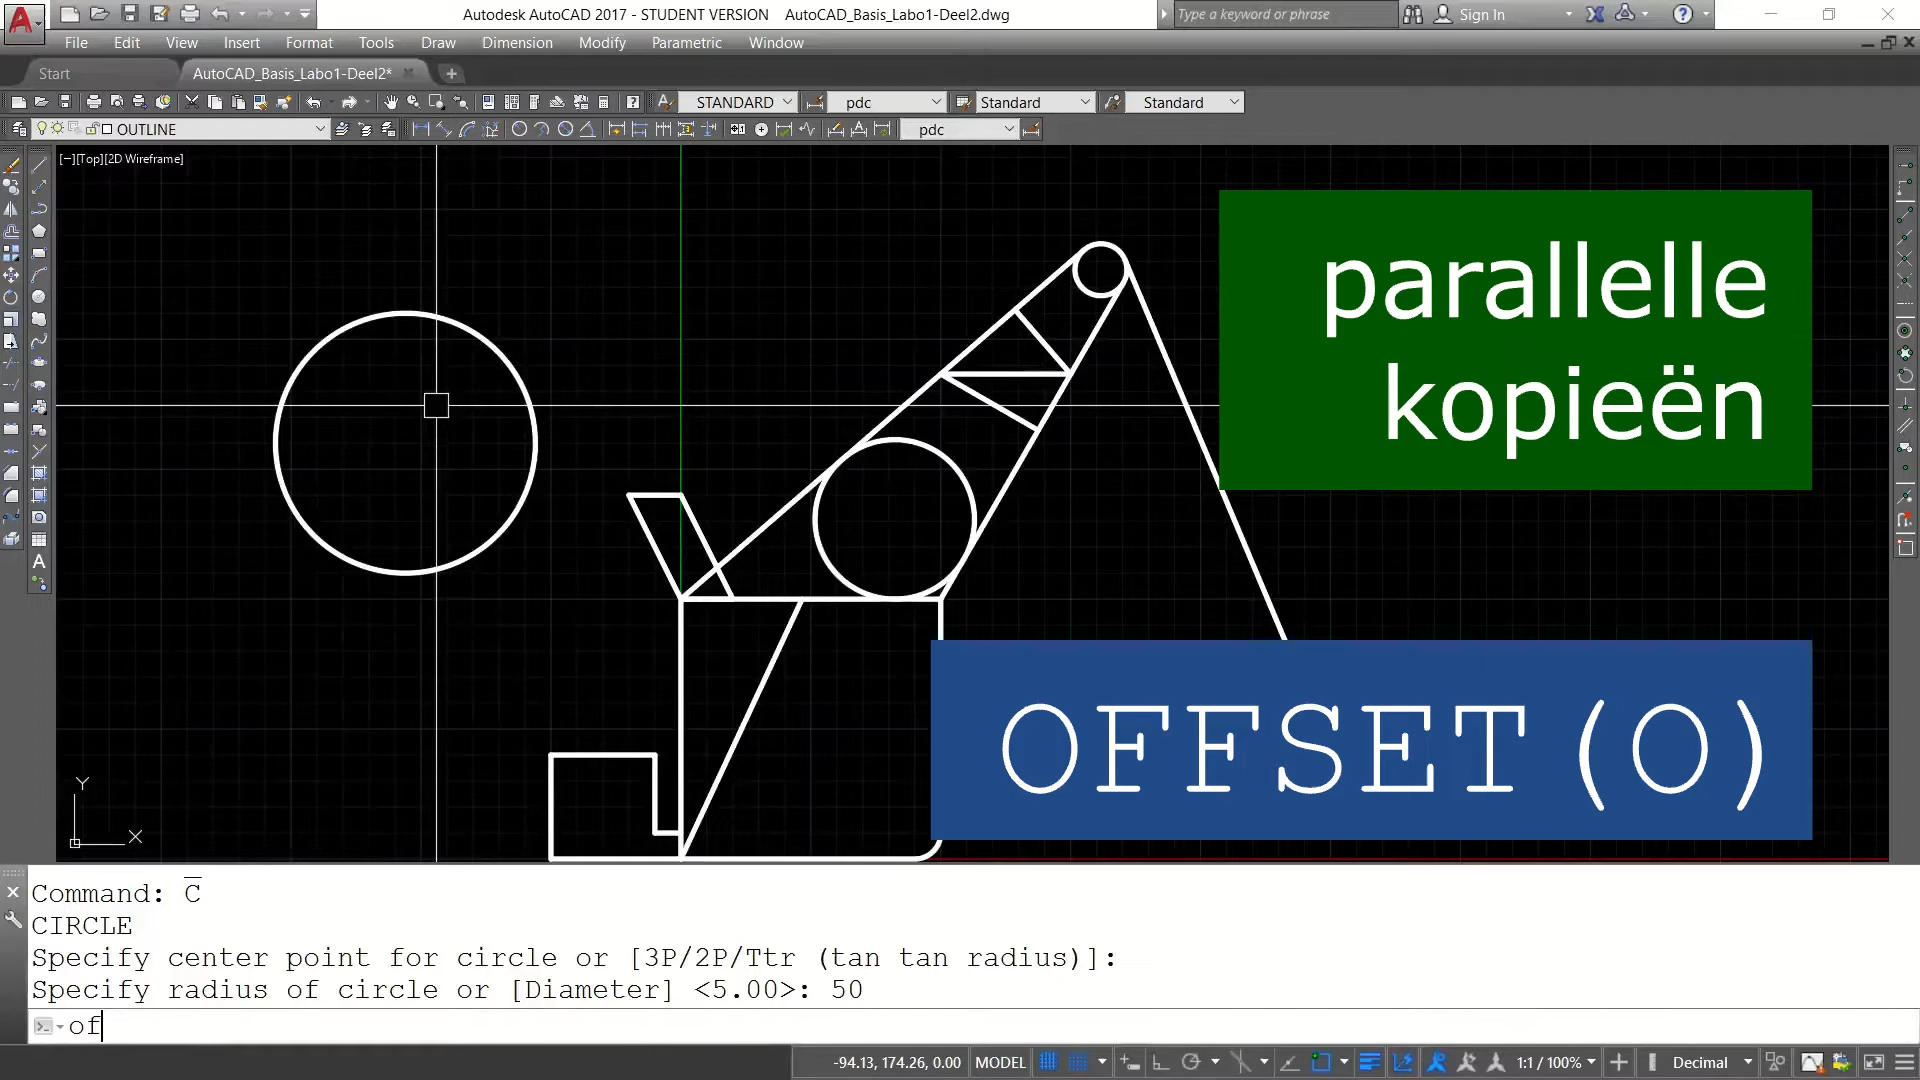 Autodesk AutoCAD 2017 - STUDENT VERSION AutoCAD_Basis_Labo1-Deel2.dwg
Type a keyword or phrase
Sign In
File Edit View Insert Format Tools Draw Dimension Modify Parametric Window
Start
AutoCAD_Basis_Labo1-Deel2*
STANDARD
pdc
Standard
Standard
OUTLINE
pdc
[−][Top][2D Wireframe]
parallelle
kopieën
OFFSET(O)
A
Y
X
Command: C
CIRCLE
Specify center point for circle or [3P/2P/Ttr (tan tan radius)]:
Specify radius of circle or [Diameter] <5.00>: 50
of
-94.13, 174.26, 0.00 MODEL 1:1 / 100% Decimal